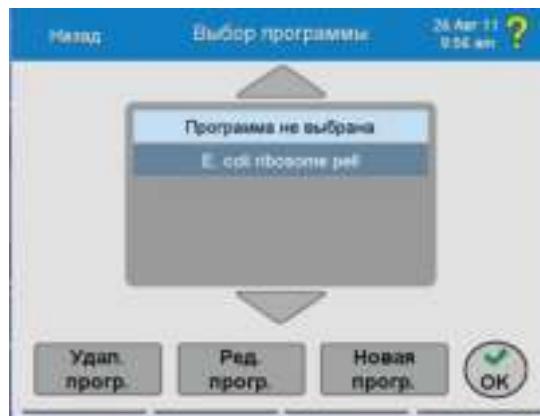 Назад
Выбор программы
26 Авг 11
9:56 am
?
Программа не выбрана
E. coli ribosome pell
Удал. прогр.
Ред. прогр.
Новая прогр.
OK